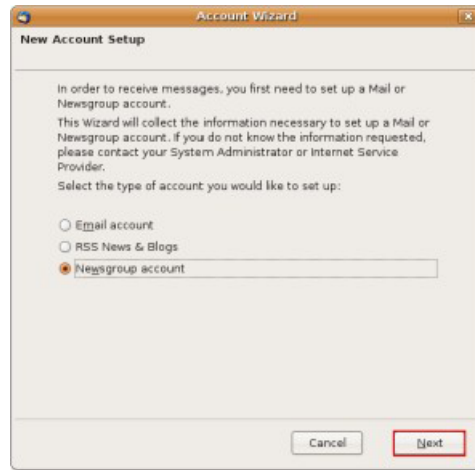 Account Wizard
New Account Setup
In order to receive messages, you first need to set up a Mail or
Newsgroup account.
This Wizard will collect the information necessary to set up a Mail or
Newsgroup account. If you do not know the information requested,
please contact your System Administrator or Internet Service
Provider.
Select the type of account you would like to set up:
Email account
RSS News & Blogs
Newsgroup account
Cancel Next